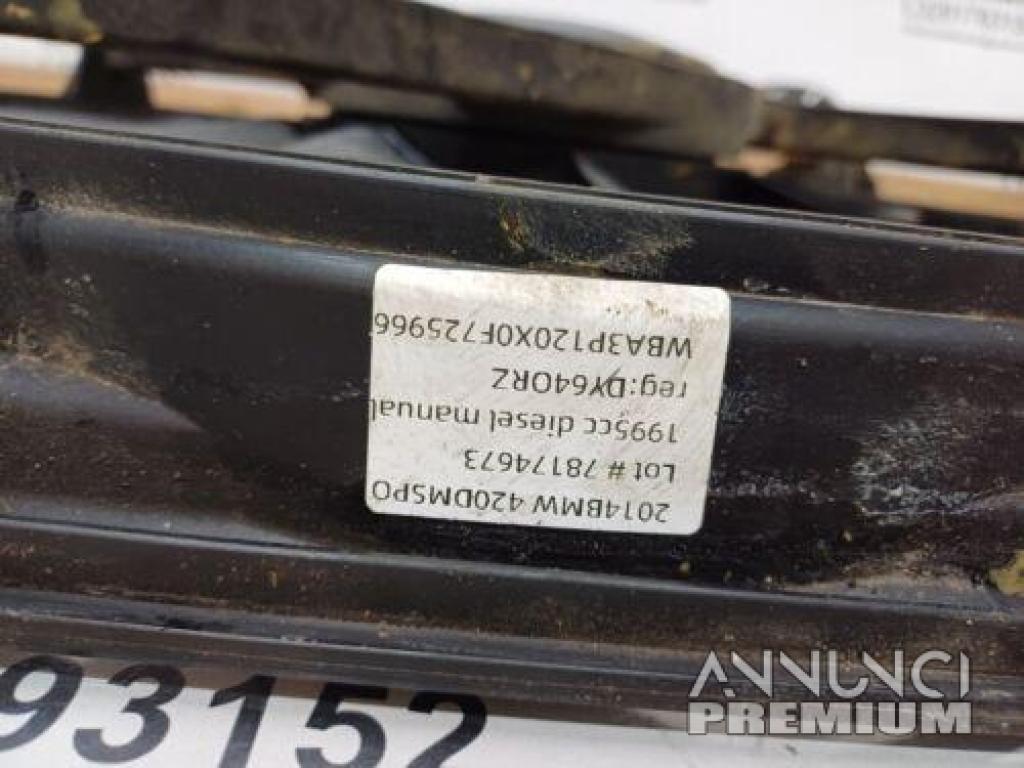 2014BMW 420DMSPO
Lot # 78174673
1995cc diesel manual
reg:DY64ORZ
WBA3P120X0F725966
93152
ANNUNCI
PREMIUM